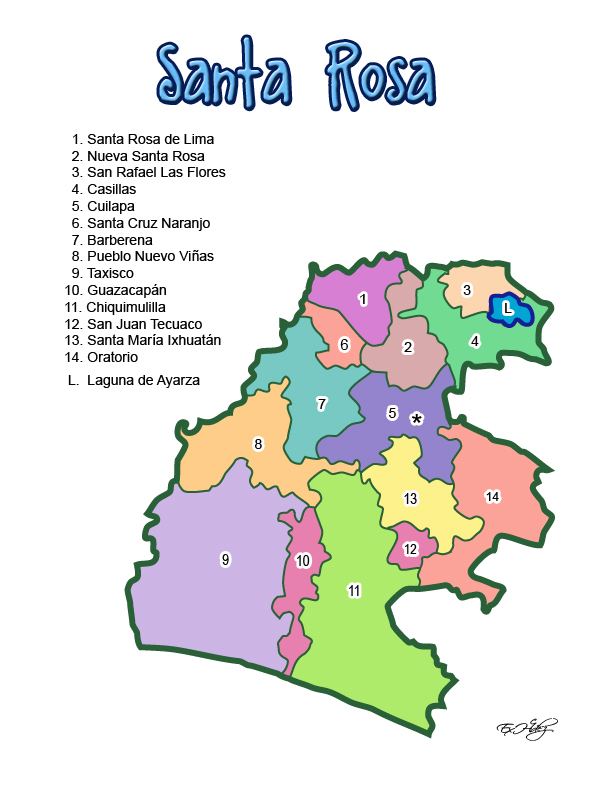 Santa Rosa
1. Santa Rosa de Lima
2. Nueva Santa Rosa
3. San Rafael Las Flores
4. Casillas
5. Cuilapa
6. Santa Cruz Naranjo
7. Barberena
8. Pueblo Nuevo Viñas
9. Taxisco
10. Guazacapán
11. Chiquimulilla
12. San Juan Tecuaco
13. Santa María Ixhuatán
14. Oratorio
L. Laguna de Ayarza
3
1
L
4
6
2
7
5 *
8
14
13
12
9
10
11